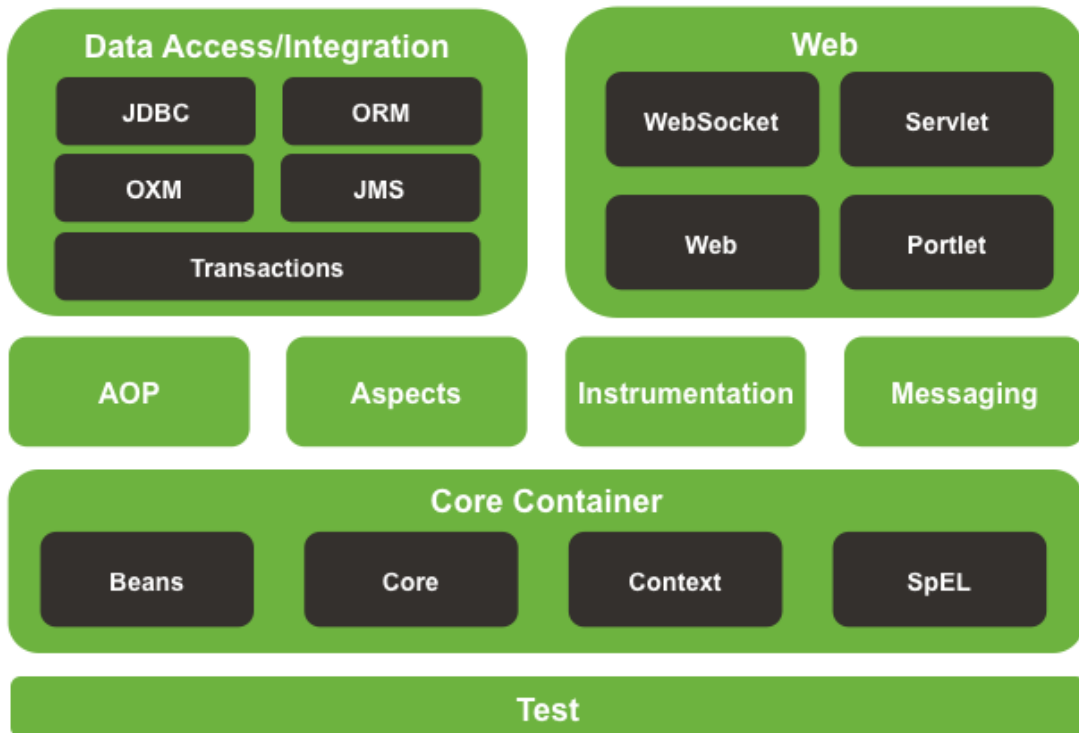 Data Access/Integration
JDBC
ORM
OXM
JMS
Transactions
Web
WebSocket
Servlet
Web
Portlet
AOP
Aspects
Instrumentation
Messaging
Core Container
Beans
Core
Context
SpEL
Test